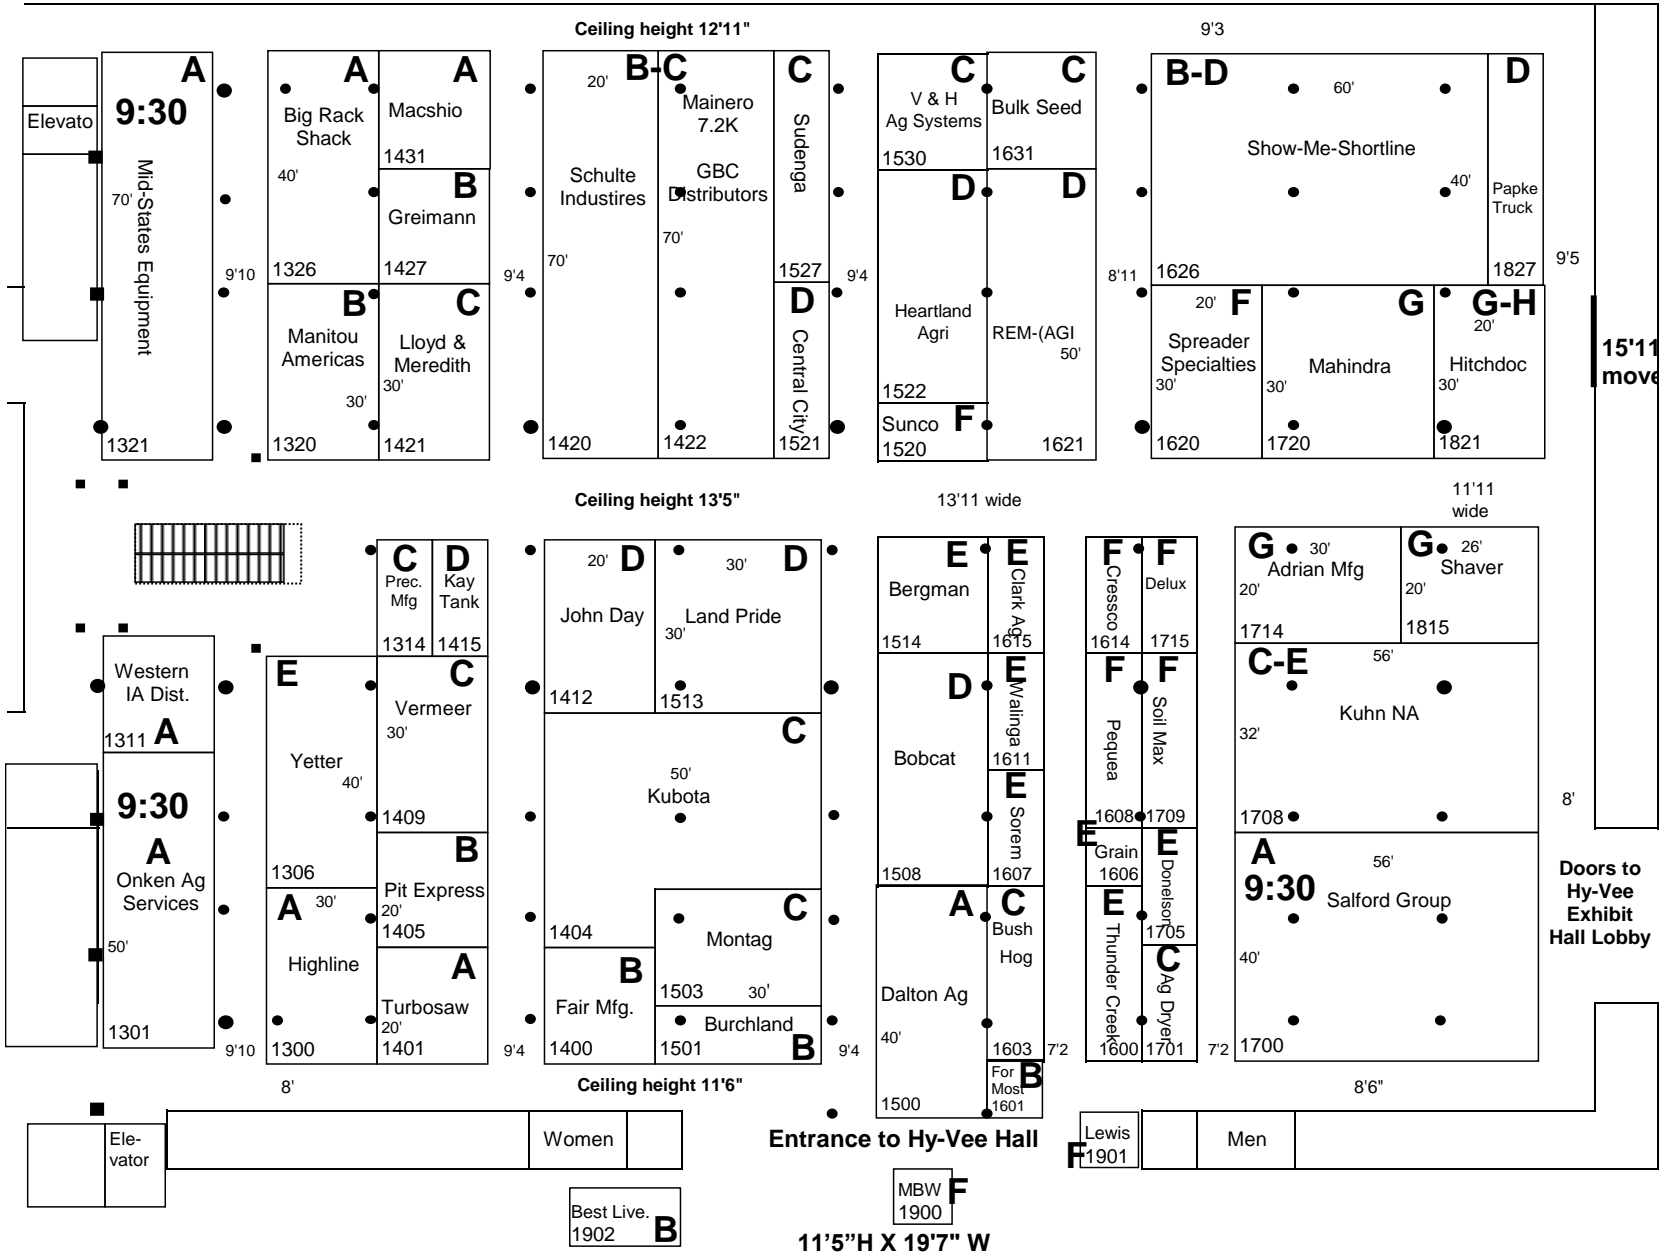 Ceiling height 12'11"
9'3
Elevato
A
9:30
Mid-States Equipment
70'
1321
9'10
A
Big Rack
Shack
40'
1326
A
Macshio
1431
B
Greimann
1427
B
Manitou
Americas
30'
1320
C
Lloyd &
Meredith
30'
1421
9'4
B-C
20'
Schulte
Industires
70'
1420
Mainero
7.2K
GBC
Distributors
70'
1422
C
Sudenga
1527
D
Central City
1521
9'4
C
V & H
Ag Systems
1530
C
Bulk Seed
1631
D
Heartland
Agri
1522
D
REM-(AGI
50'
1621
Sunco F
1520
8'11
B-D
60'
Show-Me-Shortline
40'
1626
D
Papke
Truck
1827
9'5
20' F
Spreader
Specialties
30'
1620
G
Mahindra
30'
1720
G-H
20'
Hitchdoc
30'
1821
15'11
move
Ceiling height 13'5"
13'11 wide
11'11
wide
C
Prec.
Mfg
1314
D
Kay
Tank
1415
20' D
John Day
1412
30' D
Land Pride
30'
1513
E
Bergman
1514
E
Clark Ag
1615
F
Cressco
1614
F
Delux
1715
G 30'
Adrian Mfg
20'
1714
G 26'
Shaver
20'
1815
Western
IA Dist.
1311 A
E
Yetter
40'
1306
C
Vermeer
30'
1409
C
50'
Kubota
1404
D
Bobcat
1508
E
Walinga
1611
E
Sorem
1607
F
Pequea
1608
F
Soil Max
1709
C-E
56'
Kuhn NA
32'
1708
8'
9:30
A
Onken Ag
Services
50'
1301
9'10
A 30'
Highline
1300
B
Pit Express
20'
1405
A
Turbosaw
20'
1401
9'4
B
Fair Mfg.
1400
C
Montag
1503 30'
Burchland
1501 B
9'4
A
Dalton Ag
40'
1500
C
Bush
Hog
1603
7'2
For
Most
B
1601
E
Grain
1606
E
Thunder Creek
1600
E
Donelson
1705
C
Ag Dryer
1701
7'2
A
56'
9:30
Salford Group
40'
1700
Doors to
Hy-Vee
Exhibit
Hall Lobby
8'
Ceiling height 11'6"
8'6"
Ele-
vator
Women
Entrance to Hy-Vee Hall
Lewis
F 1901
Men
Best Live.
1902 B
MBW F
1900
11’5”H X 19'7" W